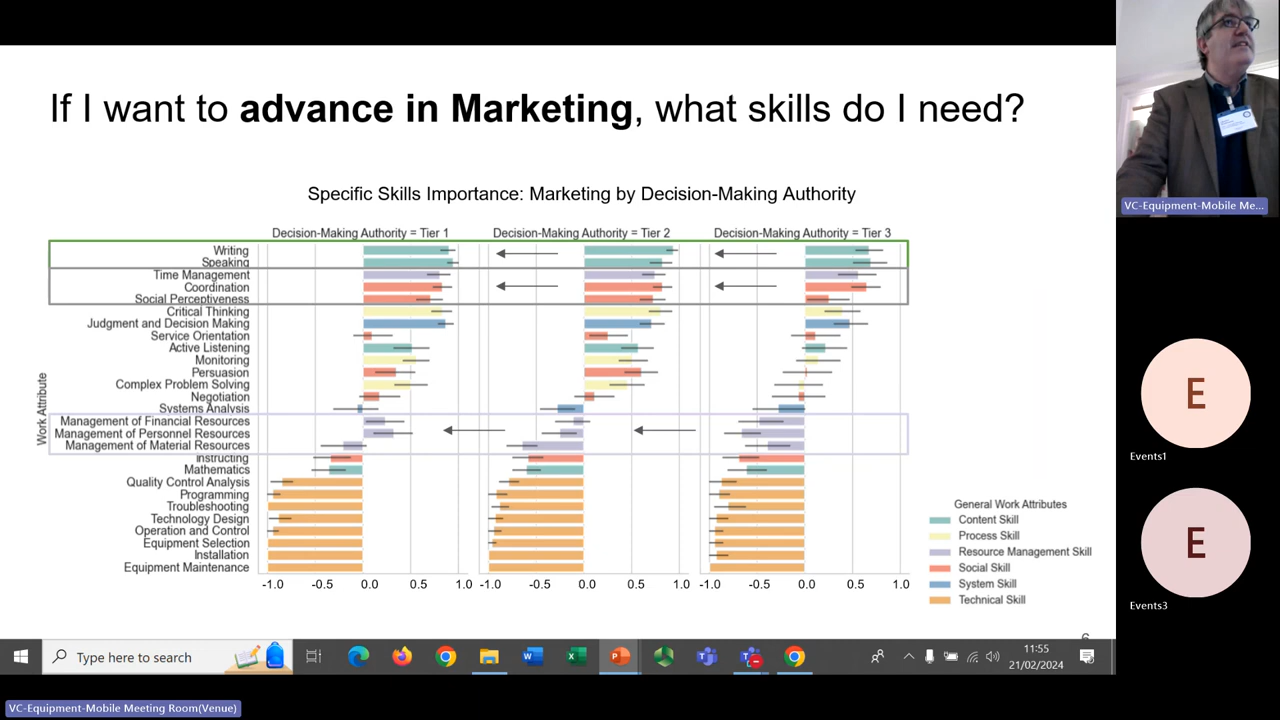 If I want to advance in Marketing, what skills do I need?
Specific Skills Importance: Marketing by Decision-Making Authority
Decision-Making Authority = Tier 1
Decision-Making Authority = Tier 2
Decision-Making Authority = Tier 3
Work Attribute
Writing
Speaking
Time Management
Coordination
Social Perceptiveness
Critical Thinking
Judgment and Decision Making
Service Orientation
Active Listening
Monitoring
Persuasion
Complex Problem Solving
Negotiation
Systems Analysis
Management of Financial Resources
Management of Personnel Resources
Management of Material Resources
Instructing
Mathematics
Quality Control Analysis
Programming
Troubleshooting
Technology Design
Operation and Control
Equipment Selection
Installation
Equipment Maintenance
-1.0 -0.5 0.0 0.5 1.0
-1.0 -0.5 0.0 0.5 1.0
-1.0 -0.5 0.0 0.5 1.0
General Work Attributes
Content Skill
Process Skill
Resource Management Skill
Social Skill
System Skill
Technical Skill
6
Type here to search
11:55
21/02/2024
VC-Equipment-Mobile Me...
E
Events1
E
Events3
VC-Equipment-Mobile Meeting Room(Venue)